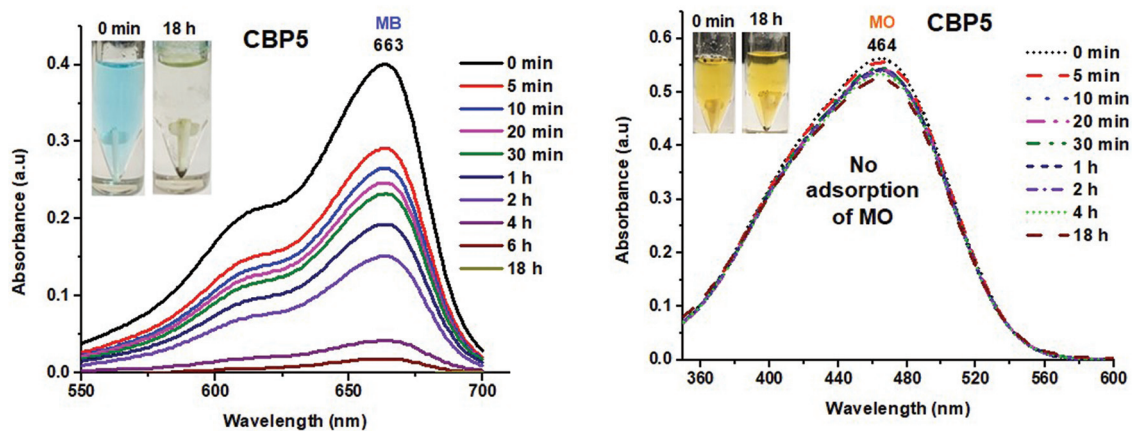 0 min 18 h
CBP5
MB
663
0 min
5 min
10 min
20 min
30 min
1 h
2 h
4 h
6 h
18 h
Absorbance (a.u)
0.4
0.3
0.2
0.1
0.0
550 600 650 700
Wavelength (nm)
0 min 18 h
MO
464
CBP5
0 min
5 min
10 min
20 min
30 min
1 h
2 h
4 h
18 h
No
adsorption
of MO
Absorbance (a.u)
0.6
0.5
0.4
0.3
0.2
0.1
0.0
360 400 440 480 520 560 600
Wavelength (nm)